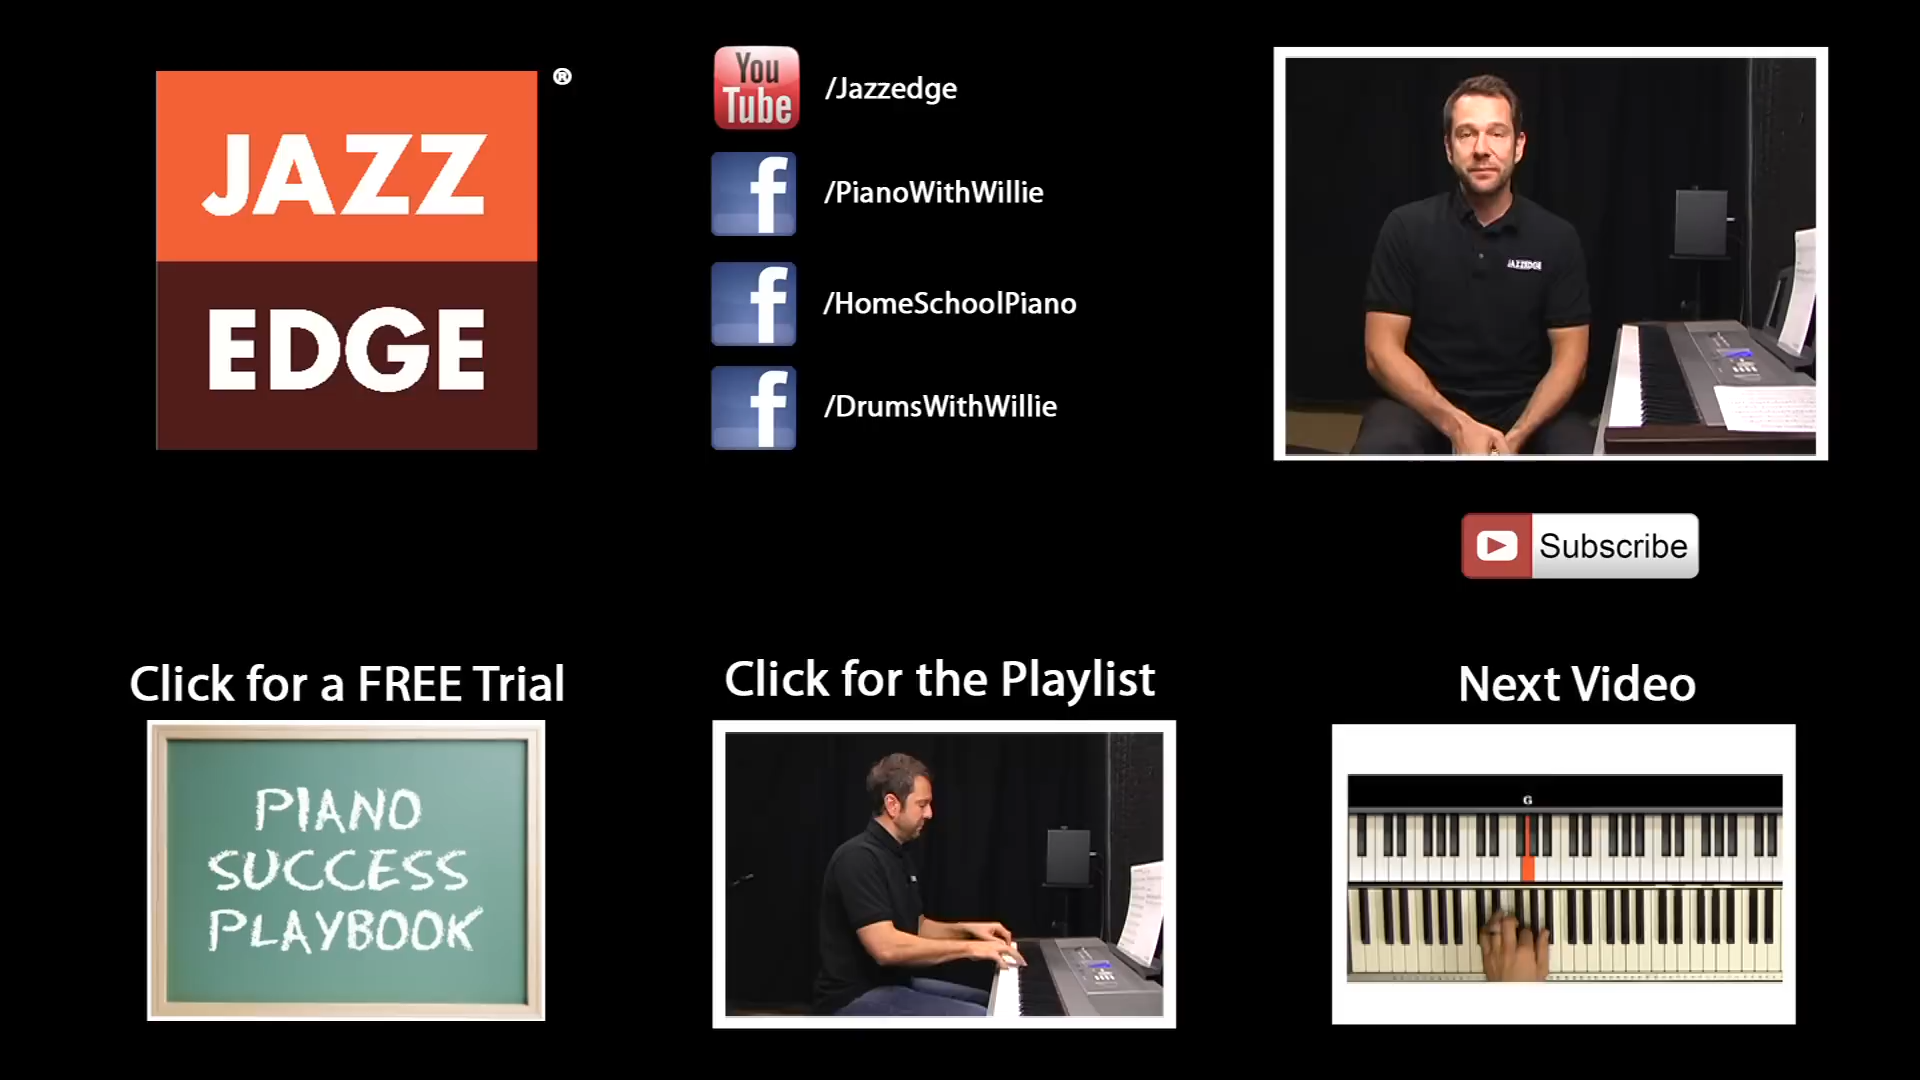 JAZZ
EDGE
®
You
Tube
/Jazzedge
f
/PianoWithWillie
f
/HomeSchoolPiano
f
/DrumsWithWillie
JAZZEDGE
Subscribe
Click for a FREE Trial
PIANO
SUCCESS
PLAYBOOK
Click for the Playlist
Next Video
G